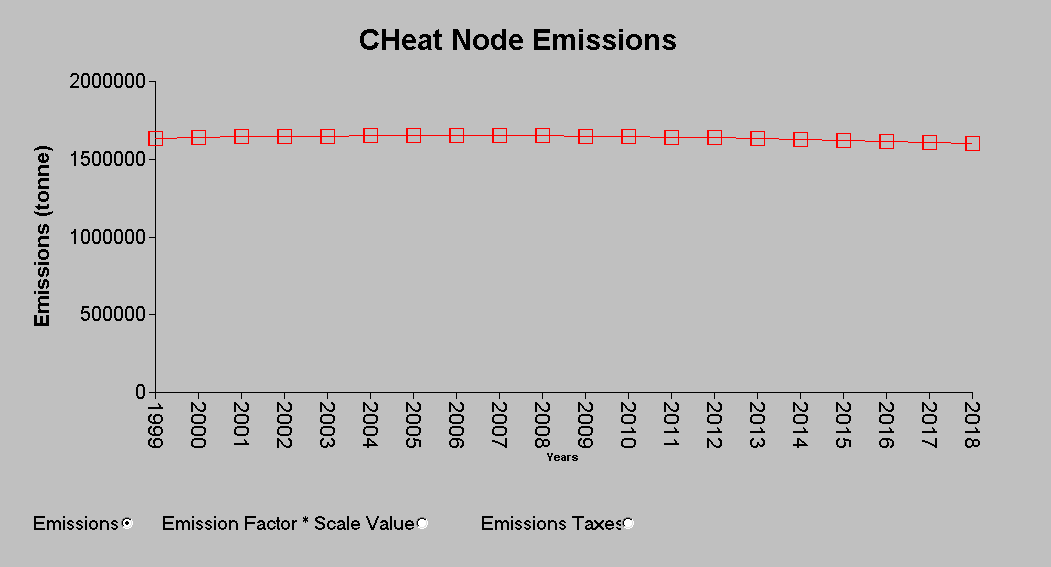 CHeat Node Emissions
Emissions (tonne)
2000000
1500000
1000000
500000
0
1999 2000 2001 2002 2003 2004 2005 2006 2007 2008 2009 2010 2011 2012 2013 2014 2015 2016 2017 2018
Years
Emissions Emission Factor * Scale Value Emissions Taxes